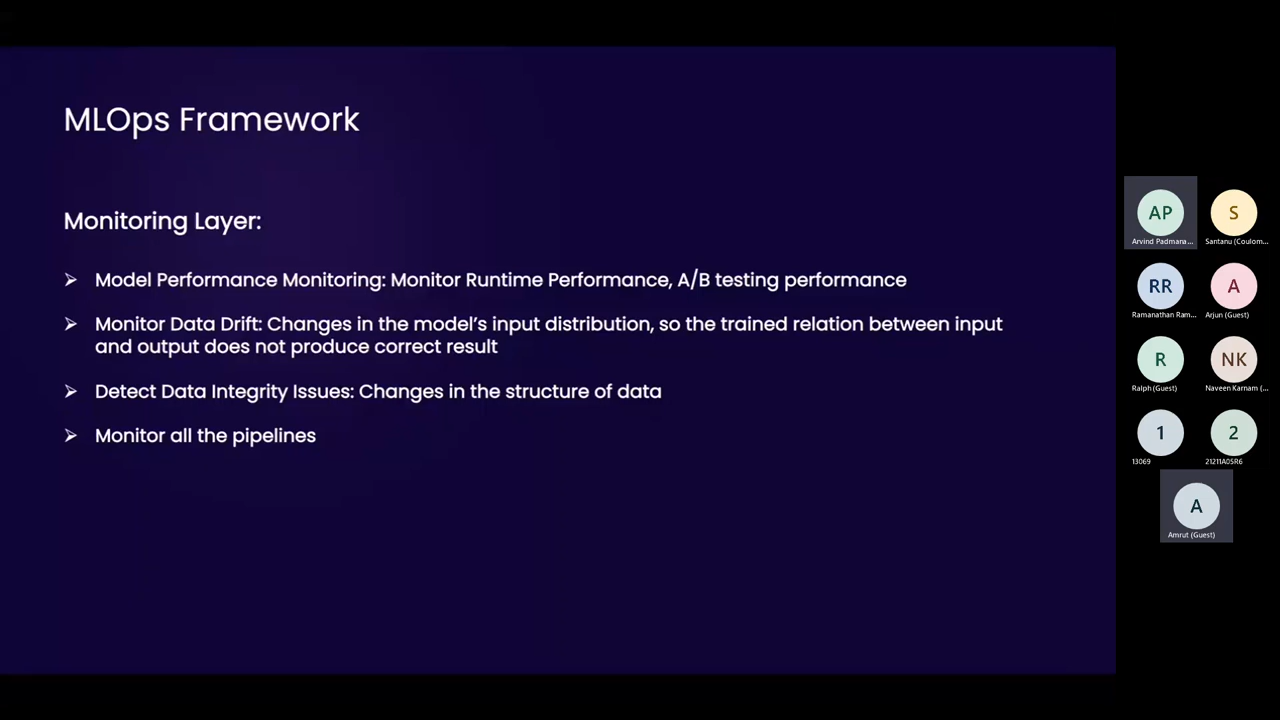 MLOps Framework
Monitoring Layer:
➢ Model Performance Monitoring: Monitor Runtime Performance, A/B testing performance
➢ Monitor Data Drift: Changes in the model's input distribution, so the trained relation between input
and output does not produce correct result
➢ Detect Data Integrity Issues: Changes in the structure of data
➢ Monitor all the pipelines
AP
S
Arvind Padmana...
Santanu (Coulom...
RR
A
Ramanathan Ram...
Arjun (Guest)
R
NK
Ralph (Guest)
Naveen Karnam (...
1
2
13069
21211A05R6
A
Amrut (Guest)